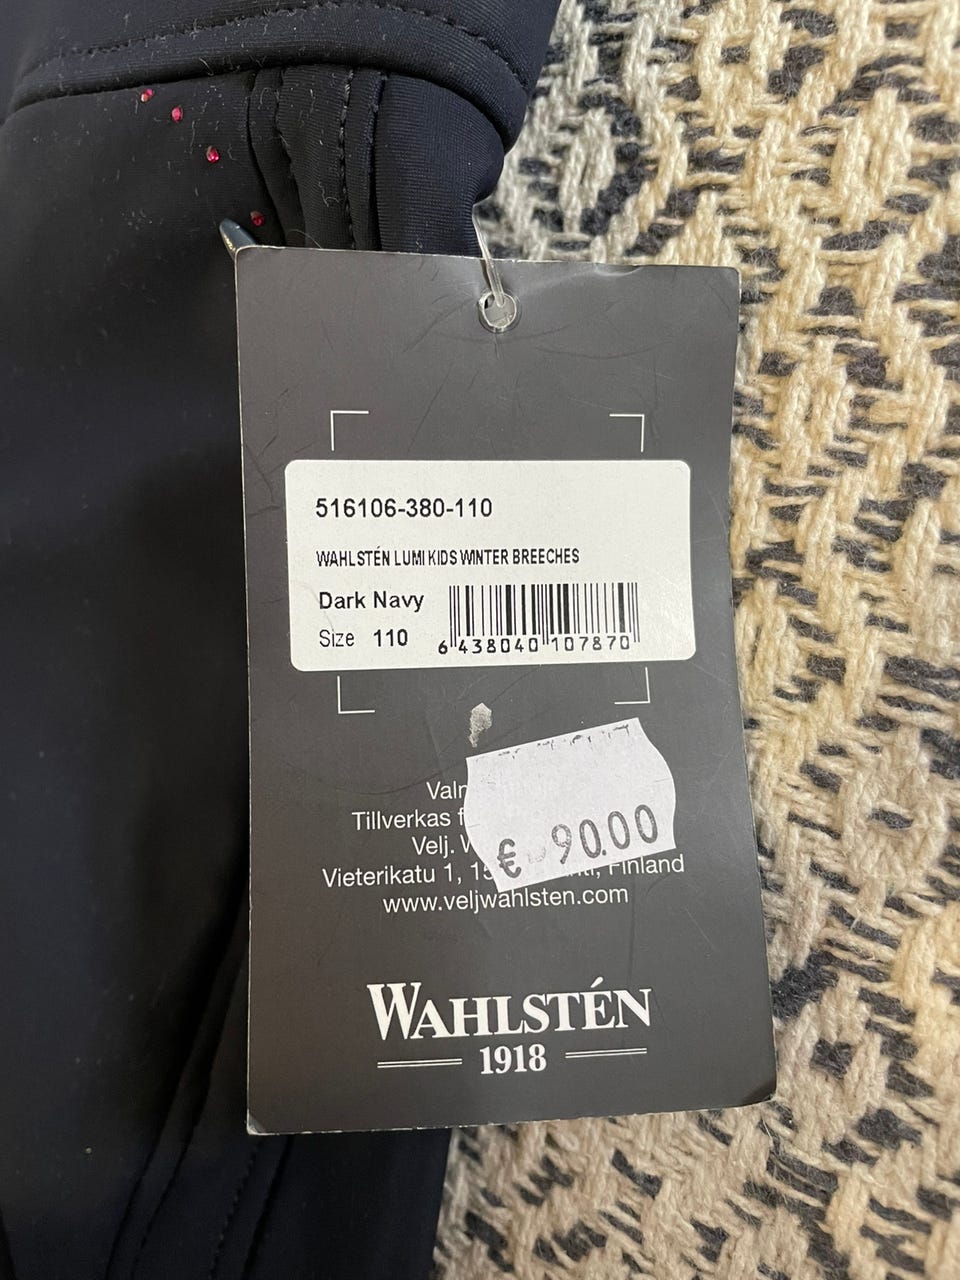 516106-380-110
WAHLSTÉN LUMI KIDS WINTER BREECHES
Dark Navy
Size 110
6 438040 107870
Tillverkas
Velj.
€ 90.00
Vieterikatu 1, Finland
www.veljwahlsten.com
WAHLSTÉN
1918